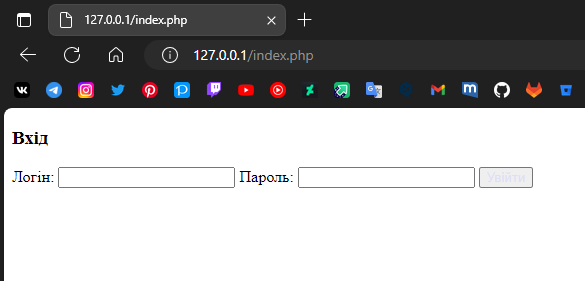 127.0.0.1/index.php
127.0.0.1/index.php
Вхід
Логін: Пароль: Увійти